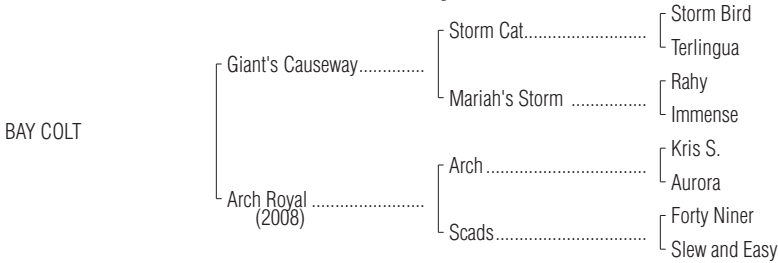 Storm Bird
Storm Cat..............................
Terlingua
Giant's Causeway..............
Rahy
Mariah's Storm ................
Immense
BAY COLT
Kris S.
Arch .......................................
Aurora
Arch Royal ........................
(2008)
Forty Niner
Scads.....................................
Slew and Easy